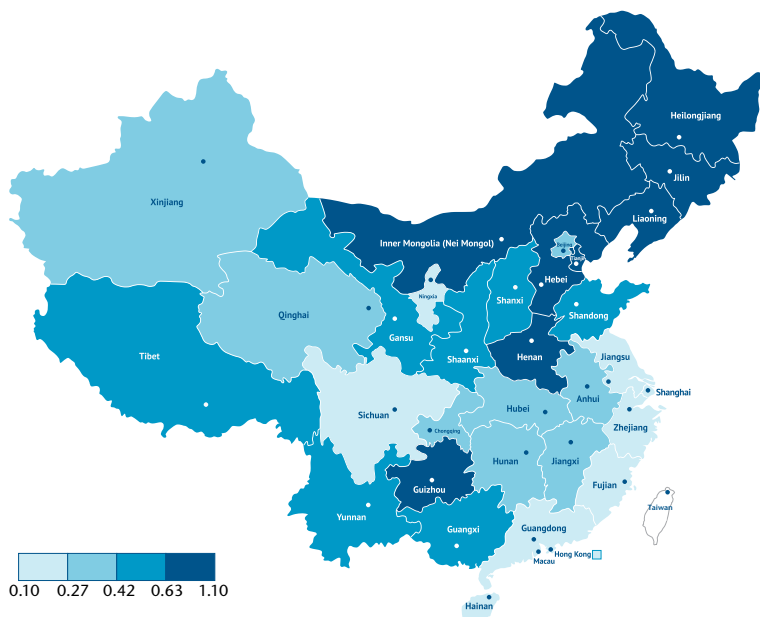 Heilongjiang
Jilin
Liaoning
Xinjiang
Inner Mongolia (Nei Mongol)
Beijing
Tianjin
Hebei
Ningxia
Shanxi
Qinghai
Shandong
Gansu
Tibet
Shaanxi
Henan
Jiangsu
Shanghai
Anhui
Sichuan
Hubei
Zhejiang
Chongqing
Hunan
Jiangxi
Guizhou
Fujian
Yunnan
Taiwan
Guangxi
Guangdong
Hong Kong
Macau
0.10 0.27 0.42 0.63 1.10
Hainan